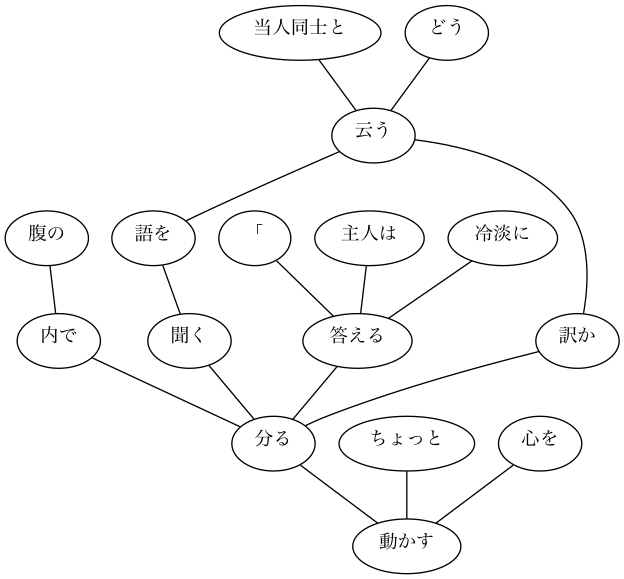 当人同士と
どう
云う
腹の
語を
「
主人は
冷淡に
内で
聞く
答える
訳か
分る
ちょっと
心を
動かす